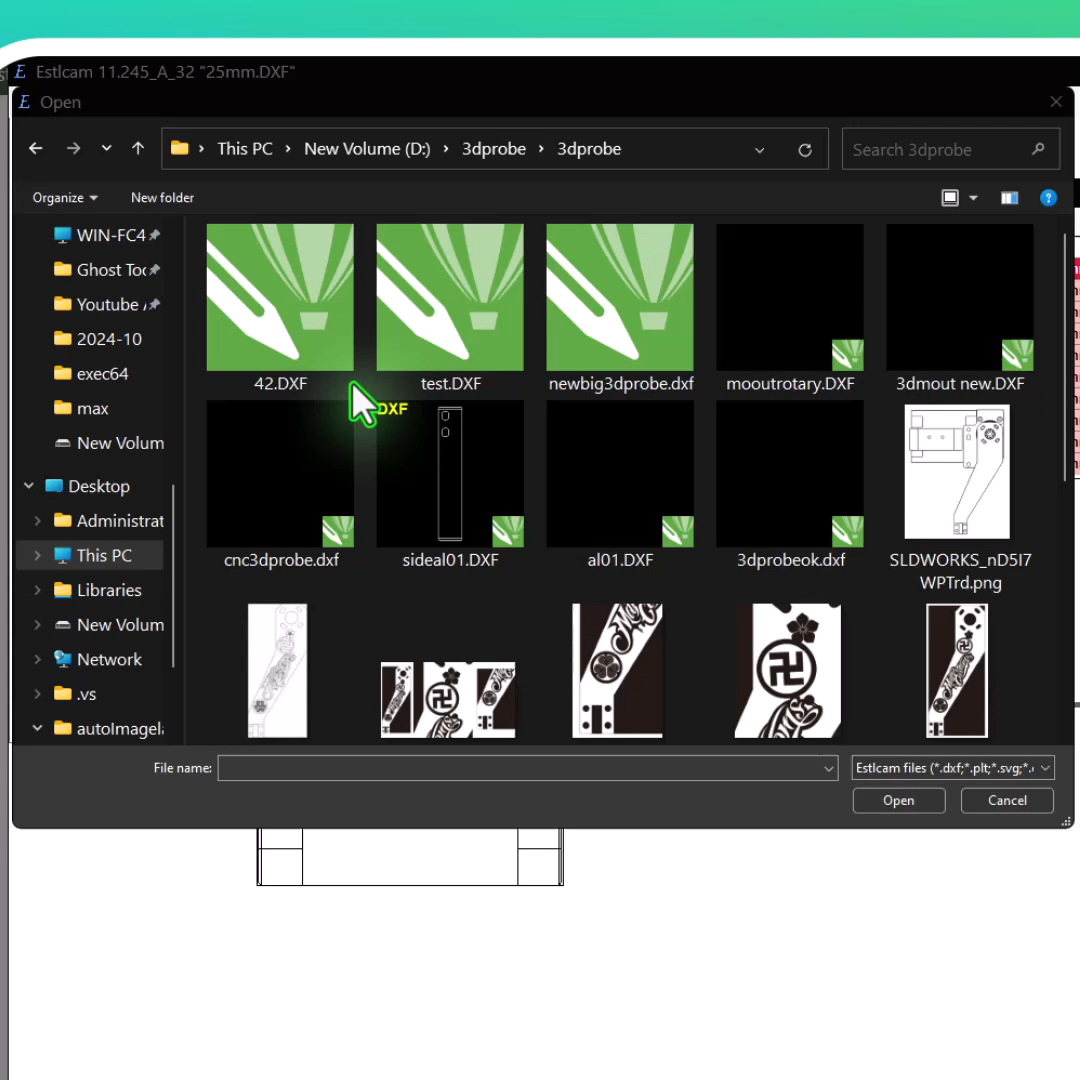 Estlcam 11.245_A_32 "25mm.DXF"
Open
This PC › New Volume (D:) › 3dprobe › 3dprobe
Search 3dprobe
Organize
New folder
WIN-FC4
Ghost Too
Youtube
2024-10
exec64
max
New Volum
Desktop
Administrat
This PC
Libraries
New Volum
Network
.vs
autoImagela
42.DXF
test.DXF
newbig3dprobe.dxf
mooutrotary.DXF
3dmout new.DXF
DXF
cnc3dprobe.dxf
sideal01.DXF
al01.DXF
3dprobeok.dxf
SLDWORKS_nD5I7
WPTrd.png
File name:
Estlcam files (*.dxf;*.plt;*.svg;*.
Open
Cancel